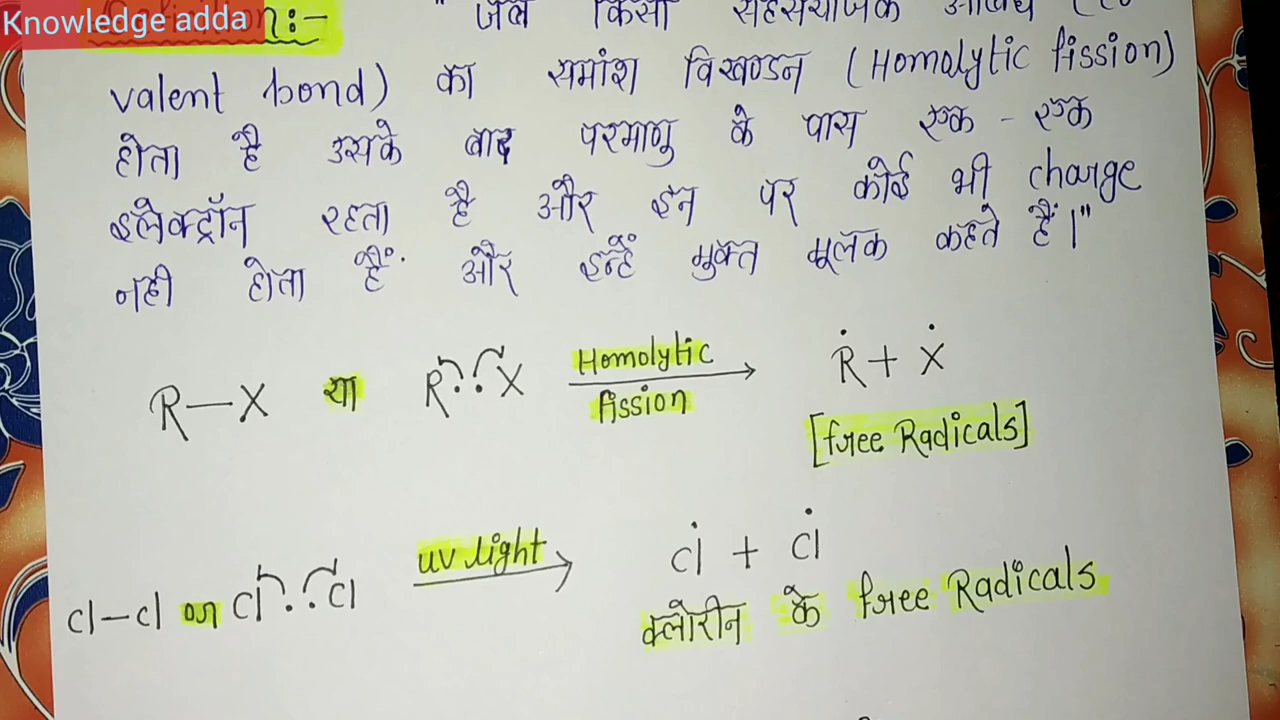 Knowledge adda
Definition:- "जब किसी सहसंयोजक आबंध (co
valent bond) का समांश विखण्डन (Homolytic fission)
होता है उसके बाद परमाणु के पास एक - एक
इलेक्ट्रॉन रहता है और इन पर कोई भी charge
नही होता हैं. और इन्हें मुक्त मूलक कहते हैं।"
R—X या R··X Homolytic fission → Ṙ + Ẋ
[free Radicals]
cl—cl or cl··cl uv light → ċl + ċl
क्लोरीन के free Radicals